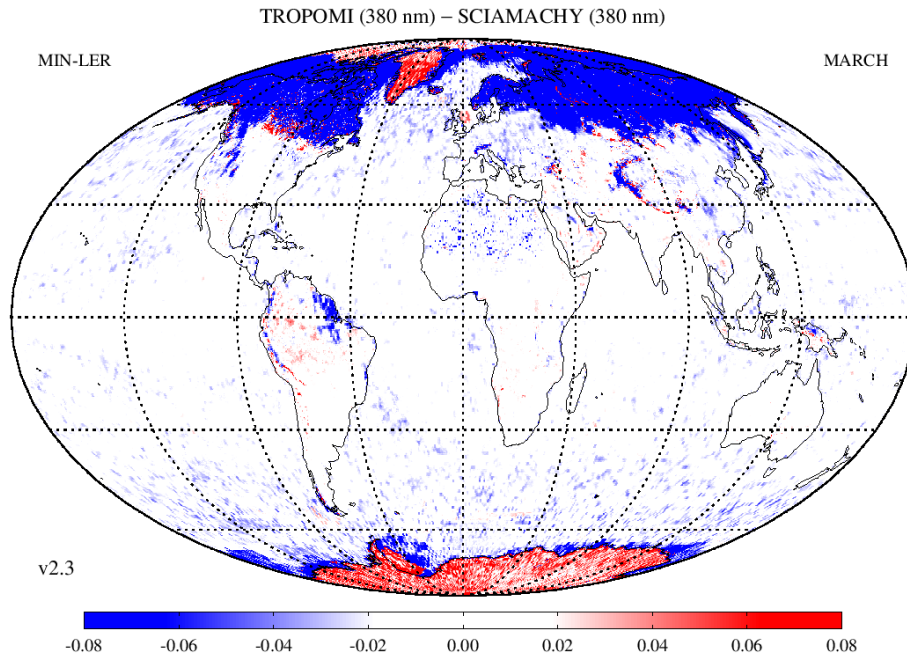 TROPOMI (380 nm) − SCIAMACHY (380 nm)
MIN-LER MARCH
v2.3
-0.08 -0.06 -0.04 -0.02 0.00 0.02 0.04 0.06 0.08